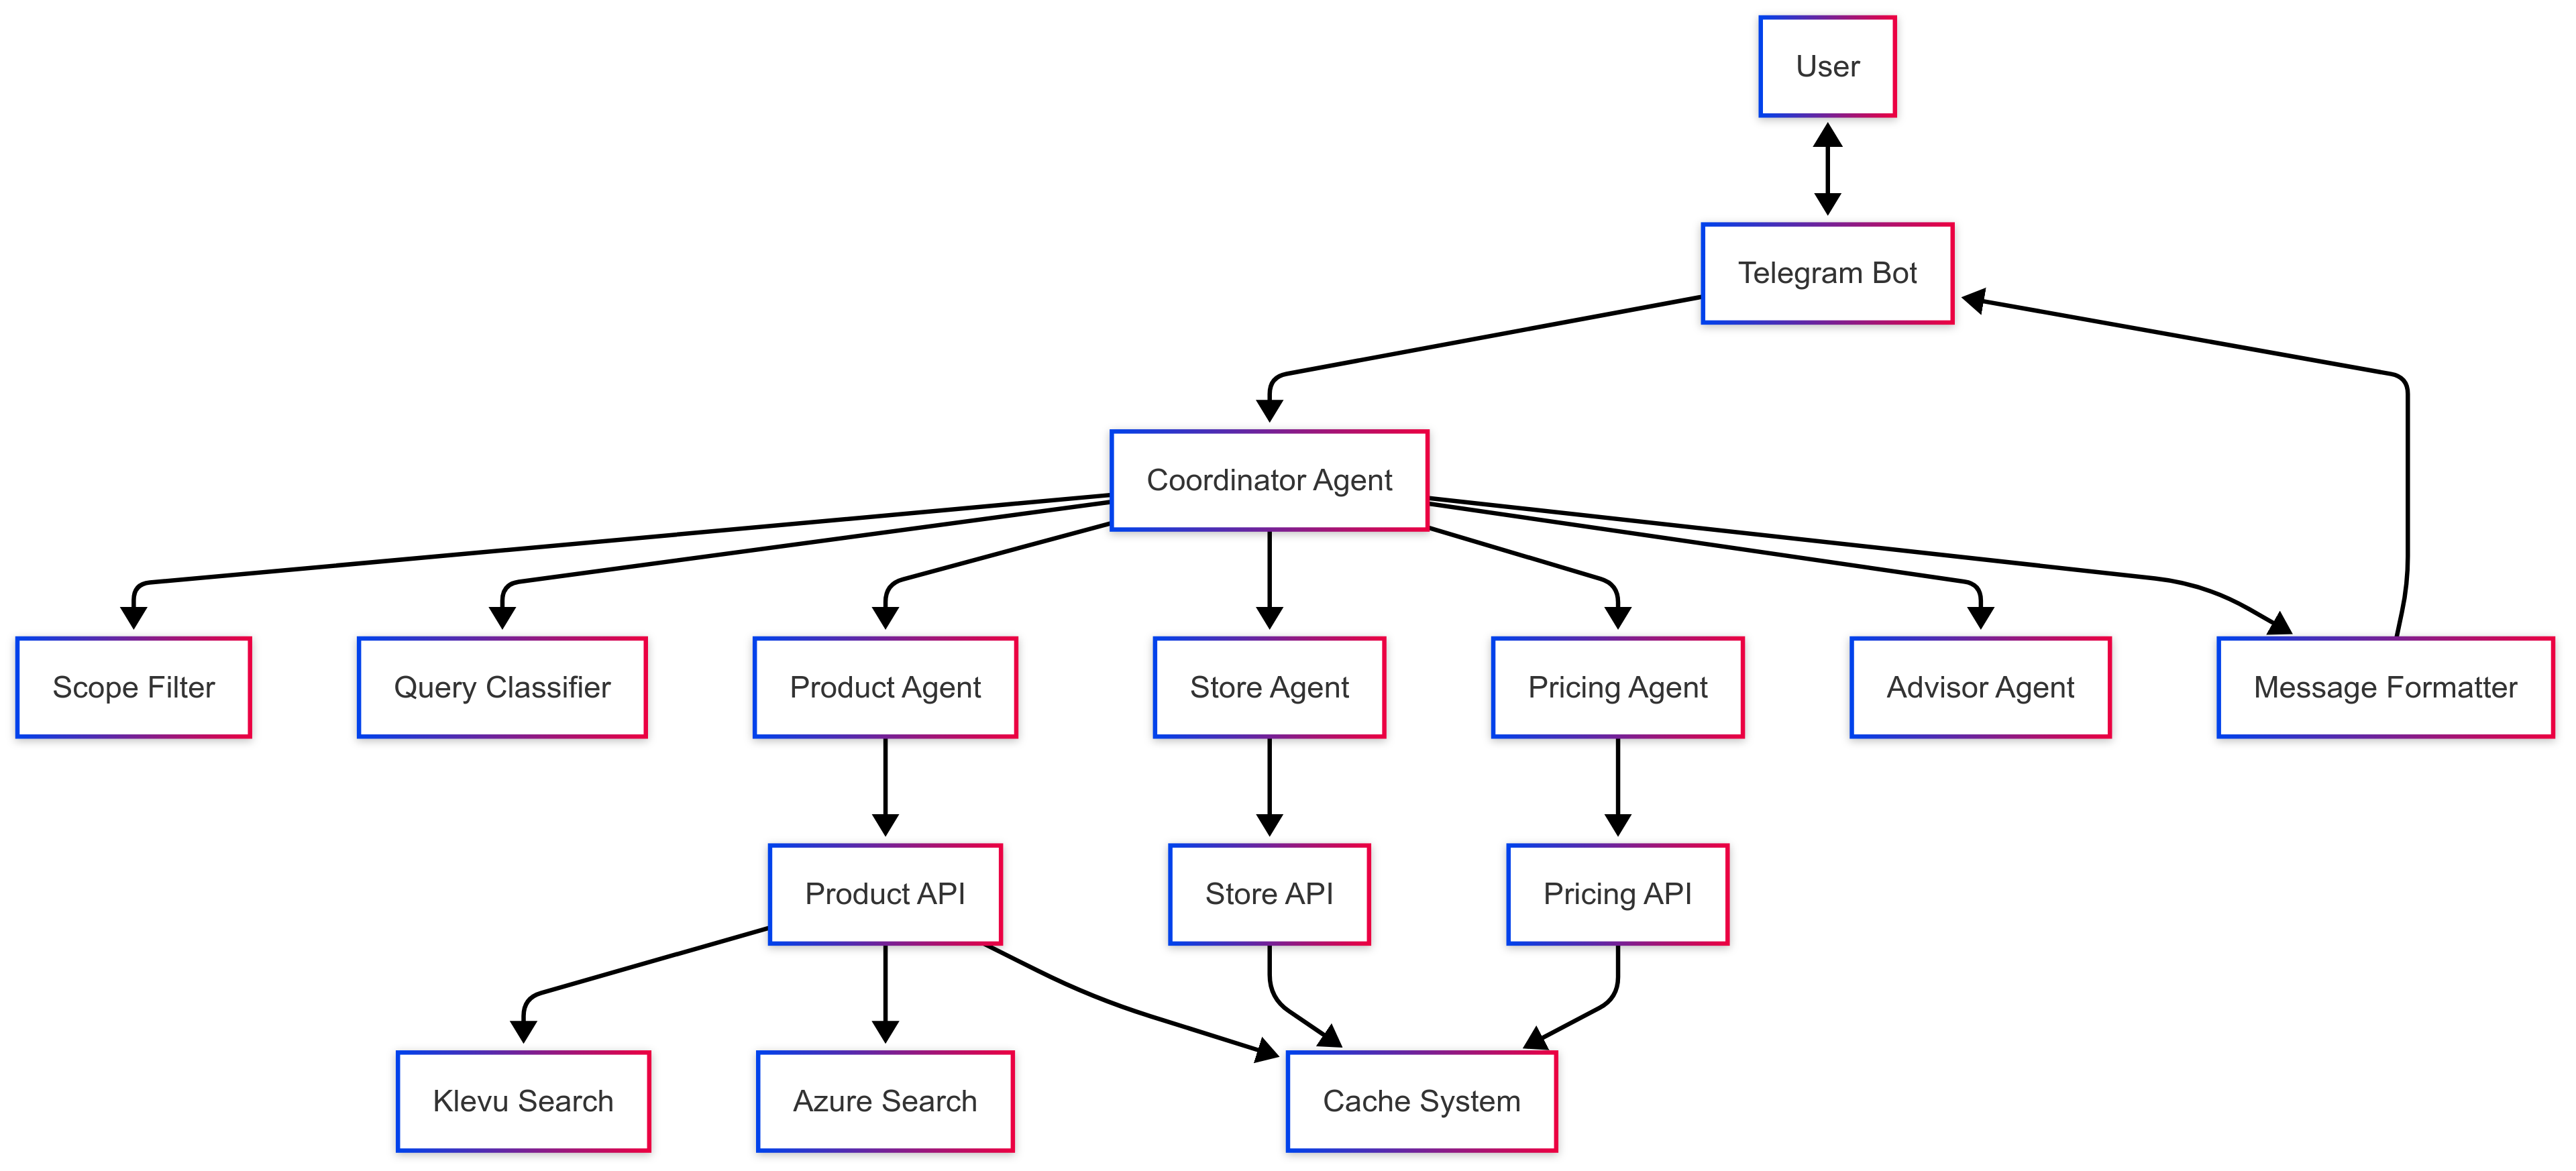 User
Telegram Bot
Coordinator Agent
Scope Filter
Query Classifier
Product Agent
Store Agent
Pricing Agent
Advisor Agent
Message Formatter
Product API
Store API
Pricing API
Klevu Search
Azure Search
Cache System